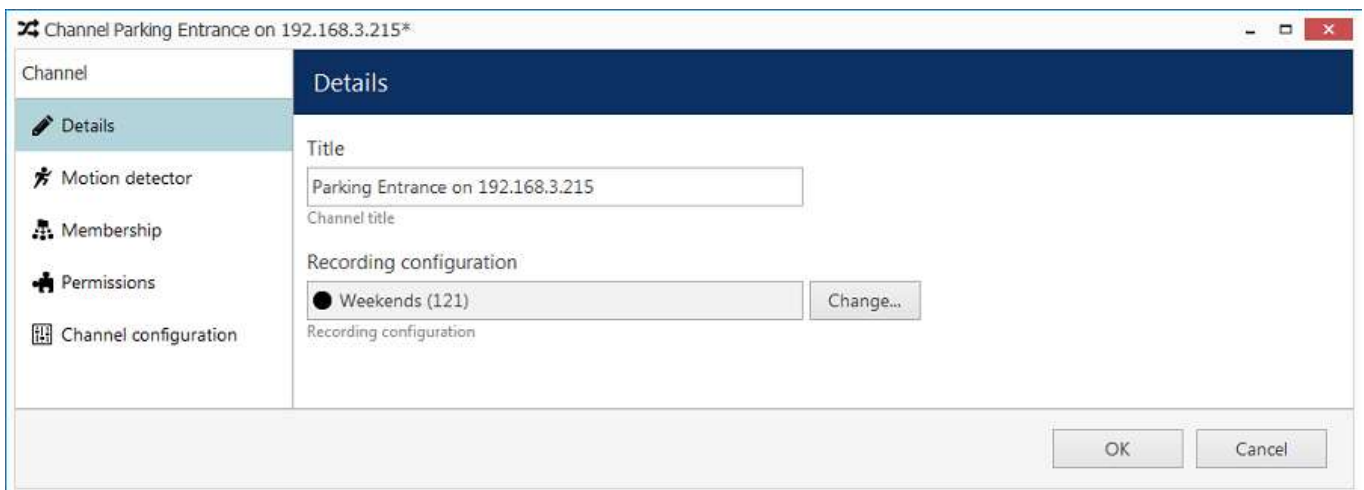 Channel Parking Entrance on 192.168.3.215*
Channel
Details
Motion detector
Membership
Permissions
Channel configuration
Details
Title
Parking Entrance on 192.168.3.215
Channel title
Recording configuration
Weekends (121)
Change...
Recording configuration
OK
Cancel